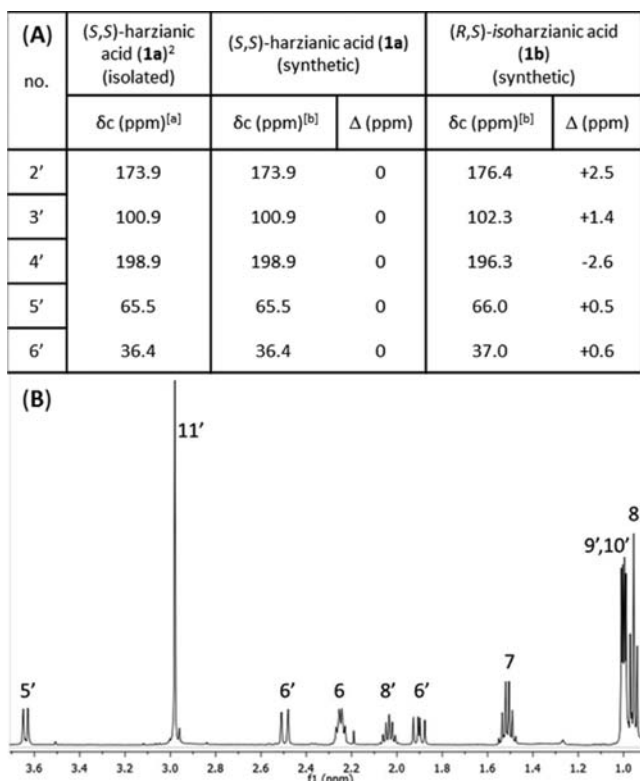 (A)
no.
(S,S)-harzianic
acid (1a)²
(isolated)
(S,S)-harzianic acid (1a)
(synthetic)
(R,S)-isoharzianic acid
(1b)
(synthetic)
δc (ppm)[a] δc (ppm)[b] Δ (ppm) δc (ppm)[b] Δ (ppm)
2′ 173.9 173.9 0 176.4 +2.5
3′ 100.9 100.9 0 102.3 +1.4
4′ 198.9 198.9 0 196.3 -2.6
5′ 65.5 65.5 0 66.0 +0.5
6′ 36.4 36.4 0 37.0 +0.6
(B)
11′
8
9′,10′
5′ 6′ 6 8′ 6′ 7
3.6 3.4 3.2 3.0 2.8 2.6 2.4 2.2 2.0 1.8 1.6 1.4 1.2 1.0
f1 (ppm)